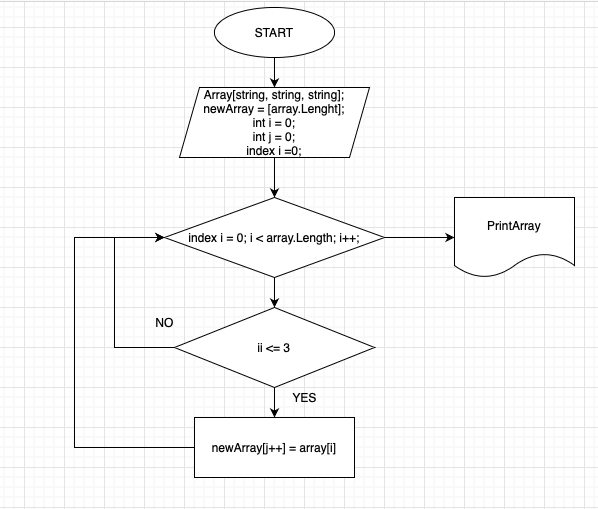 START
Array[string, string, string];
newArray = [array.Lenght];
int i = 0;
int j = 0;
index i =0;
index i = 0; i < array.Length; i++;
PrintArray
NO
ii <= 3
YES
newArray[j++] = array[i]